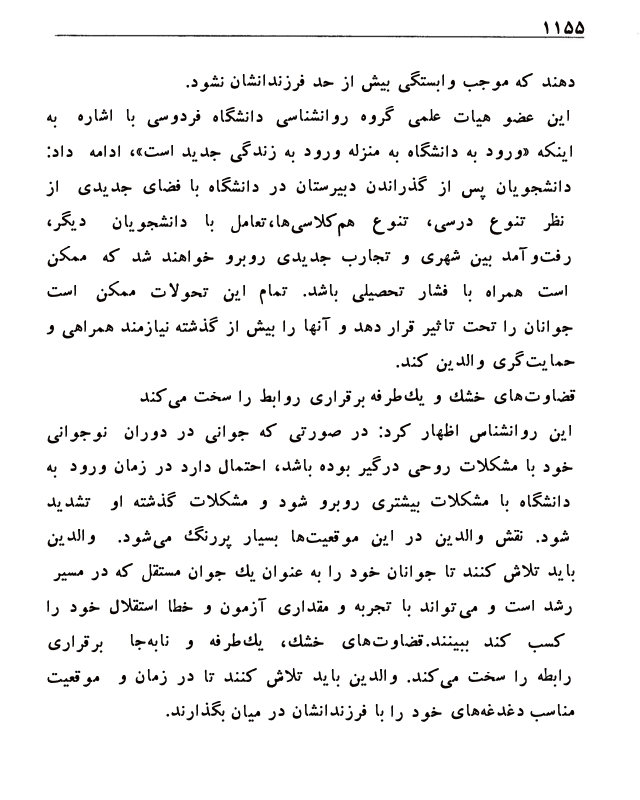 ۱۱۵۵
دهند که موجب وابستگی بیش از حد فرزندانشان نشود.
این عضو هیات علمی گروه روانشناسی دانشگاه فردوسی با اشاره به
اینکه «ورود به دانشگاه به منزله ورود به زندگی جدید است»، ادامه داد:
دانشجویان پس از گذراندن دبیرستان در دانشگاه با فضای جدیدی از
نظر تنوع درسی، تنوع هم‌کلاسی‌ها،تعامل با دانشجویان دیگر،
رفت‌و‌آمد بین شهری و تجارب جدیدی روبرو خواهند شد که ممکن
است همراه با فشار تحصیلی باشد. تمام این تحولات ممکن است
جوانان را تحت تاثیر قرار دهد و آنها را بیش از گذشته نیازمند همراهی و
حمایت‌گری والدین کند.
قضاوت‌های خشك و یك‌طرفه برقراری روابط را سخت می‌کند
این روانشناس اظهار کرد: در صورتی که جوانی در دوران نوجوانی
خود با مشکلات روحی درگیر بوده باشد، احتمال دارد در زمان ورود به
دانشگاه با مشکلات بیشتری روبرو شود و مشکلات گذشته او تشدید
شود. نقش والدین در این موقعیت‌ها بسیار پررنگ می‌شود. والدین
باید تلاش کنند تا جوانان خود را به عنوان یك جوان مستقل که در مسیر
رشد است و می‌تواند با تجربه و مقداری آزمون و خطا استقلال خود را
کسب کند ببینند.قضاوت‌های خشك، یك‌طرفه و نابه‌جا برقراری
رابطه را سخت می‌کند. والدین باید تلاش کنند تا در زمان و موقعیت
مناسب دغدغه‌های خود را با فرزندانشان در میان بگذارند.